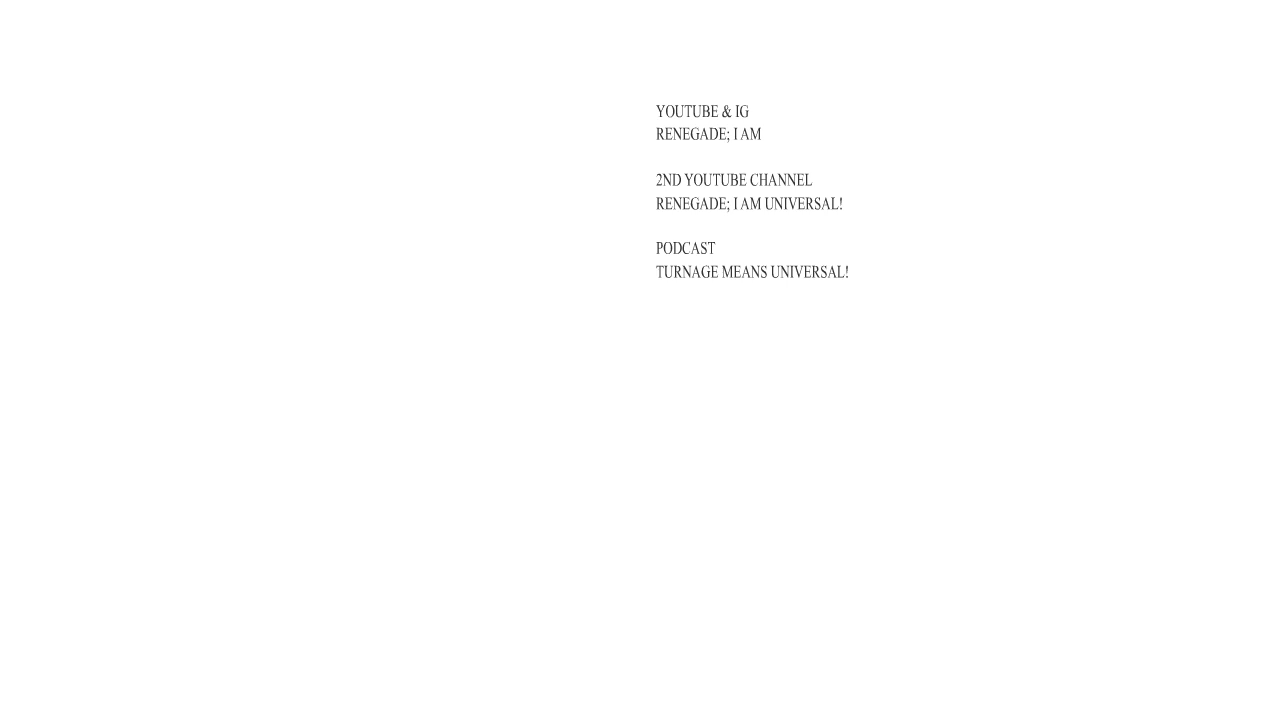 YOUTUBE & IG
RENEGADE; I AM
2ND YOUTUBE CHANNEL
RENEGADE; I AM UNIVERSAL!
PODCAST
TURNAGE MEANS UNIVERSAL!